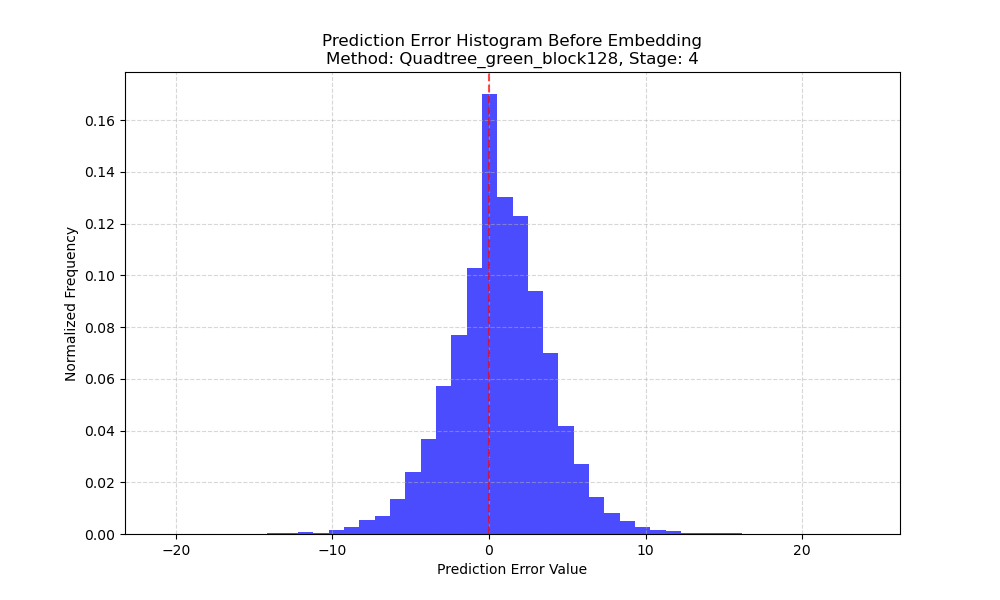 Prediction Error Histogram Before Embedding
Method: Quadtree_green_block128, Stage: 4
Normalized Frequency
0.16
0.14
0.12
0.10
0.08
0.06
0.04
0.02
0.00
−20 −10 0 10 20
Prediction Error Value